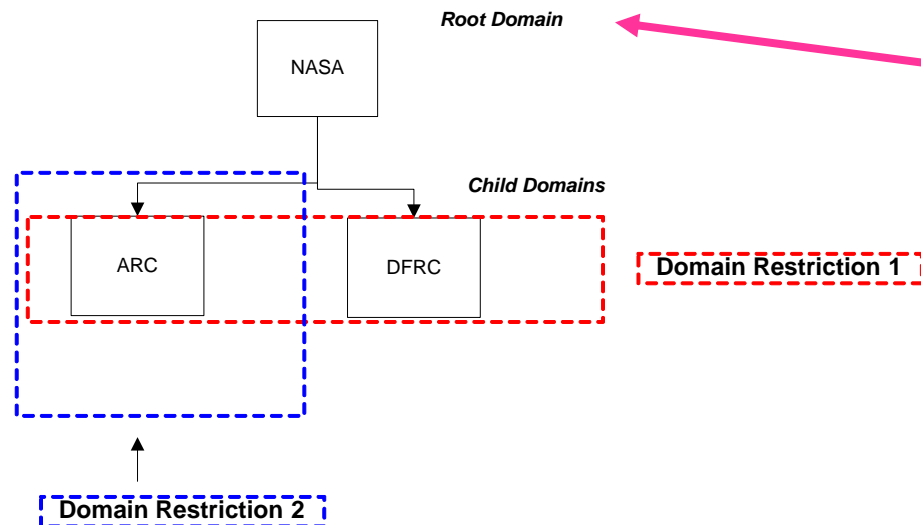 Root Domain
NASA
Child Domains
ARC
DFRC
Domain Restriction 1
Domain Restriction 2